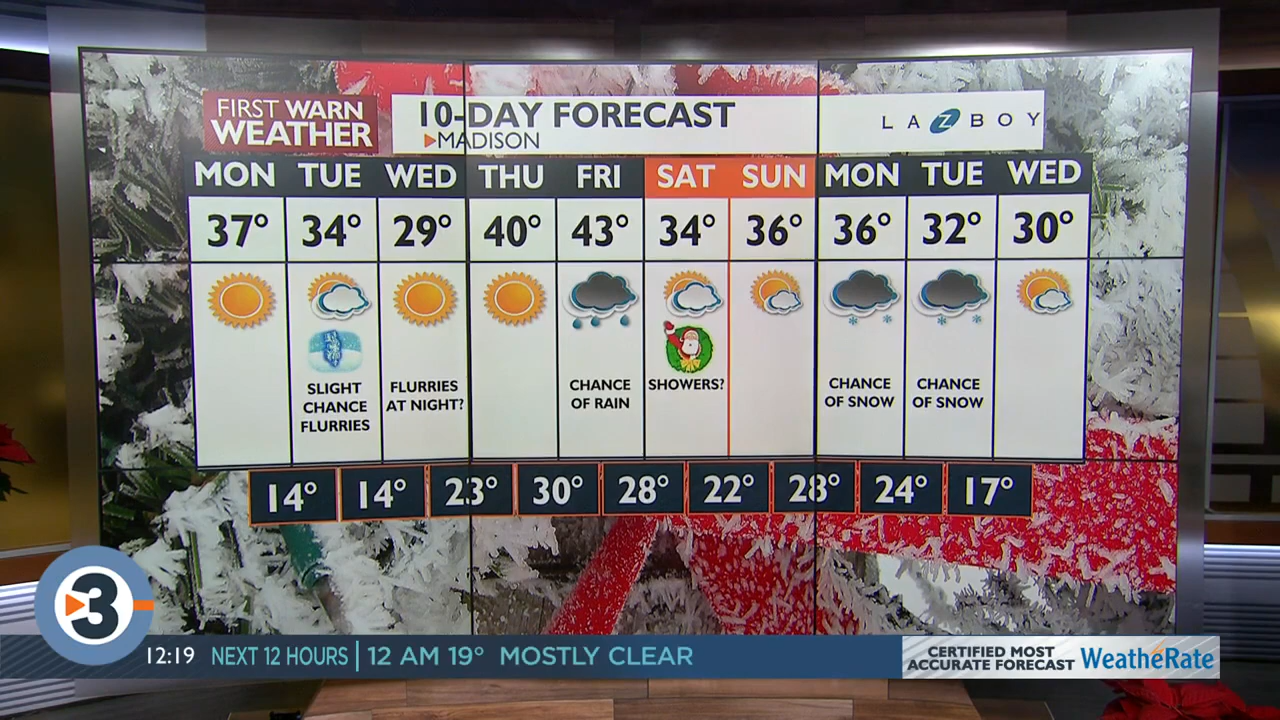 FIRST WARN
WEATHER
10-DAY FORECAST
MADISON
LA Z BOY
MON TUE WED THU FRI SAT SUN MON TUE WED
37° 34° 29° 40° 43° 34° 36° 36° 32° 30°
SLIGHT
CHANCE
FLURRIES
FLURRIES
AT NIGHT?
CHANCE
OF RAIN
SHOWERS?
CHANCE
OF SNOW
CHANCE
OF SNOW
14° 14° 23° 30° 28° 22° 28° 24° 17°
3
12:19 NEXT 12 HOURS 12 AM 19° MOSTLY CLEAR
CERTIFIED MOST
ACCURATE FORECAST
WeatheRate